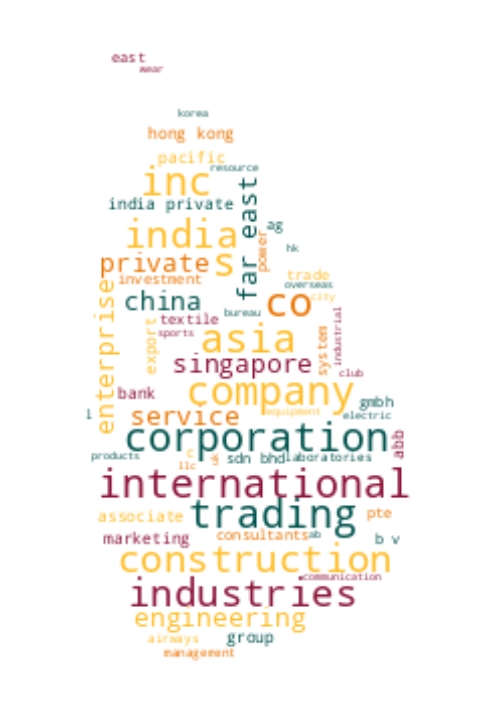 east
wear
korea
hong kong
pacific
resource
inc
far east
india private
ag
india
power
hk
private
s
investment
trade
overseas
enterprise
china
co
city
bureau
textile
export
industrial
sports
asia
system
singapore
club
bank
company
gmbh
l
service
equipment
electric
corporation
abb
products
c
uk
sdn bhd
laboratories
llc
international
trading
associate
pte
marketing
consultants
ab
b v
construction
communication
industries
engineering
airways
group
management